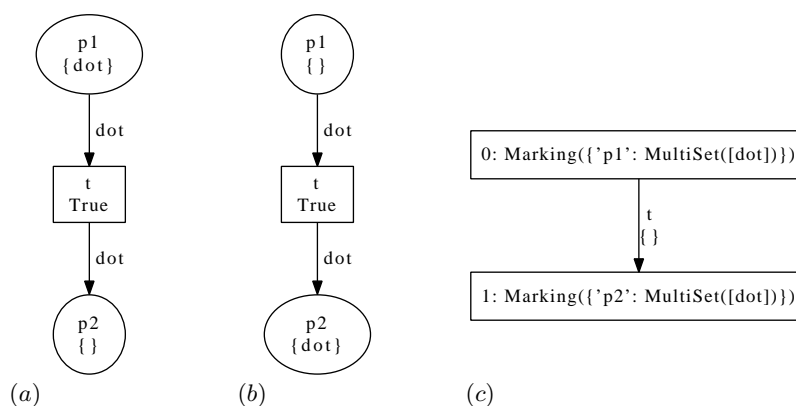 p1
{dot}
dot
t
True
dot
p2
{}
(a)
p1
{}
dot
t
True
dot
p2
{dot}
(b)
0: Marking({'p1': MultiSet([dot])})
t
{}
1: Marking({'p2': MultiSet([dot])})
(c)